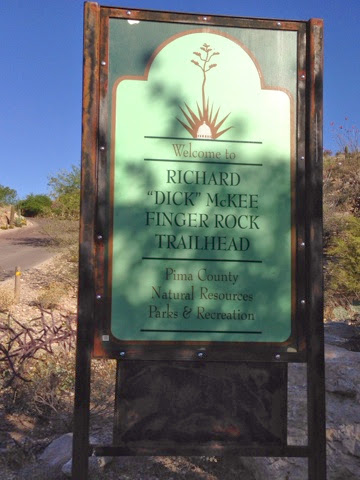 Welcome to
RICHARD
"DICK" McKEE
FINGER ROCK
TRAILHEAD
Pima County
Natural Resources
Parks & Recreation